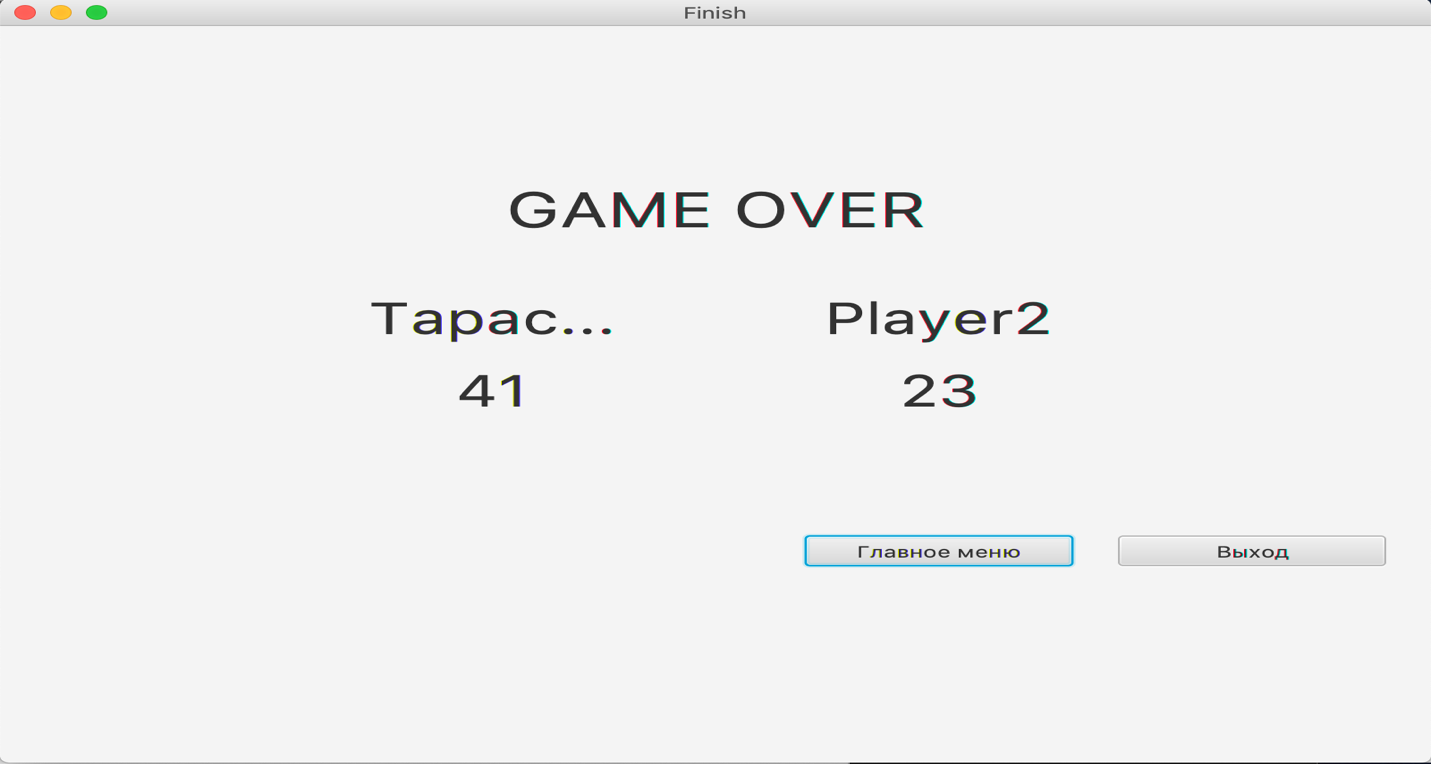 Finish
GAME OVER
Тарас... Player2
41 23
Главное меню Выход